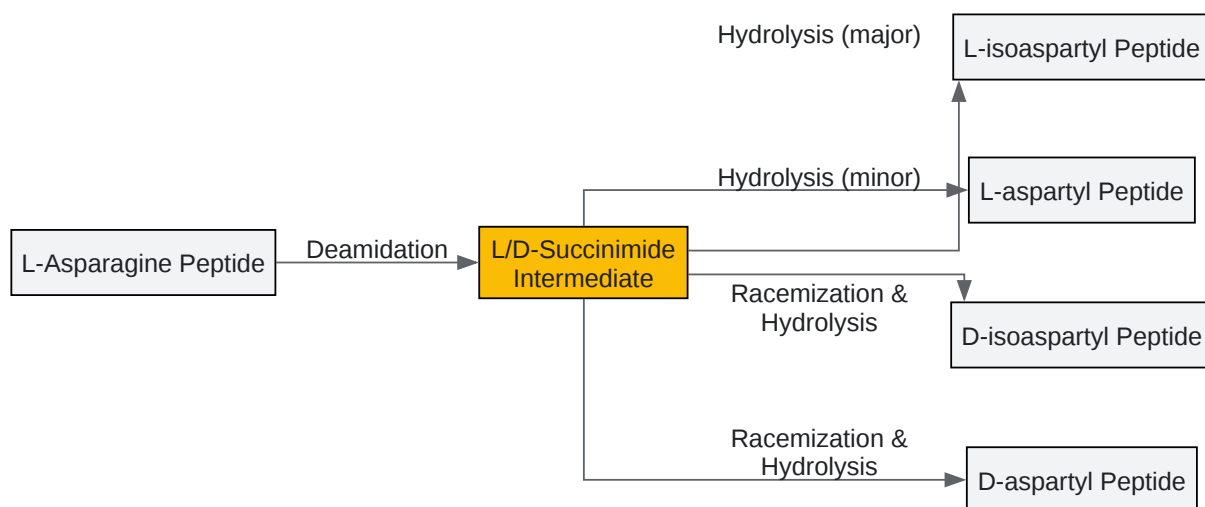 Hydrolysis (major)
L-isoaspartyl Peptide
Hydrolysis (minor)
L-aspartyl Peptide
L-Asparagine Peptide
Deamidation
L/D-Succinimide
Intermediate
Racemization &
Hydrolysis
D-isoaspartyl Peptide
Racemization &
Hydrolysis
D-aspartyl Peptide